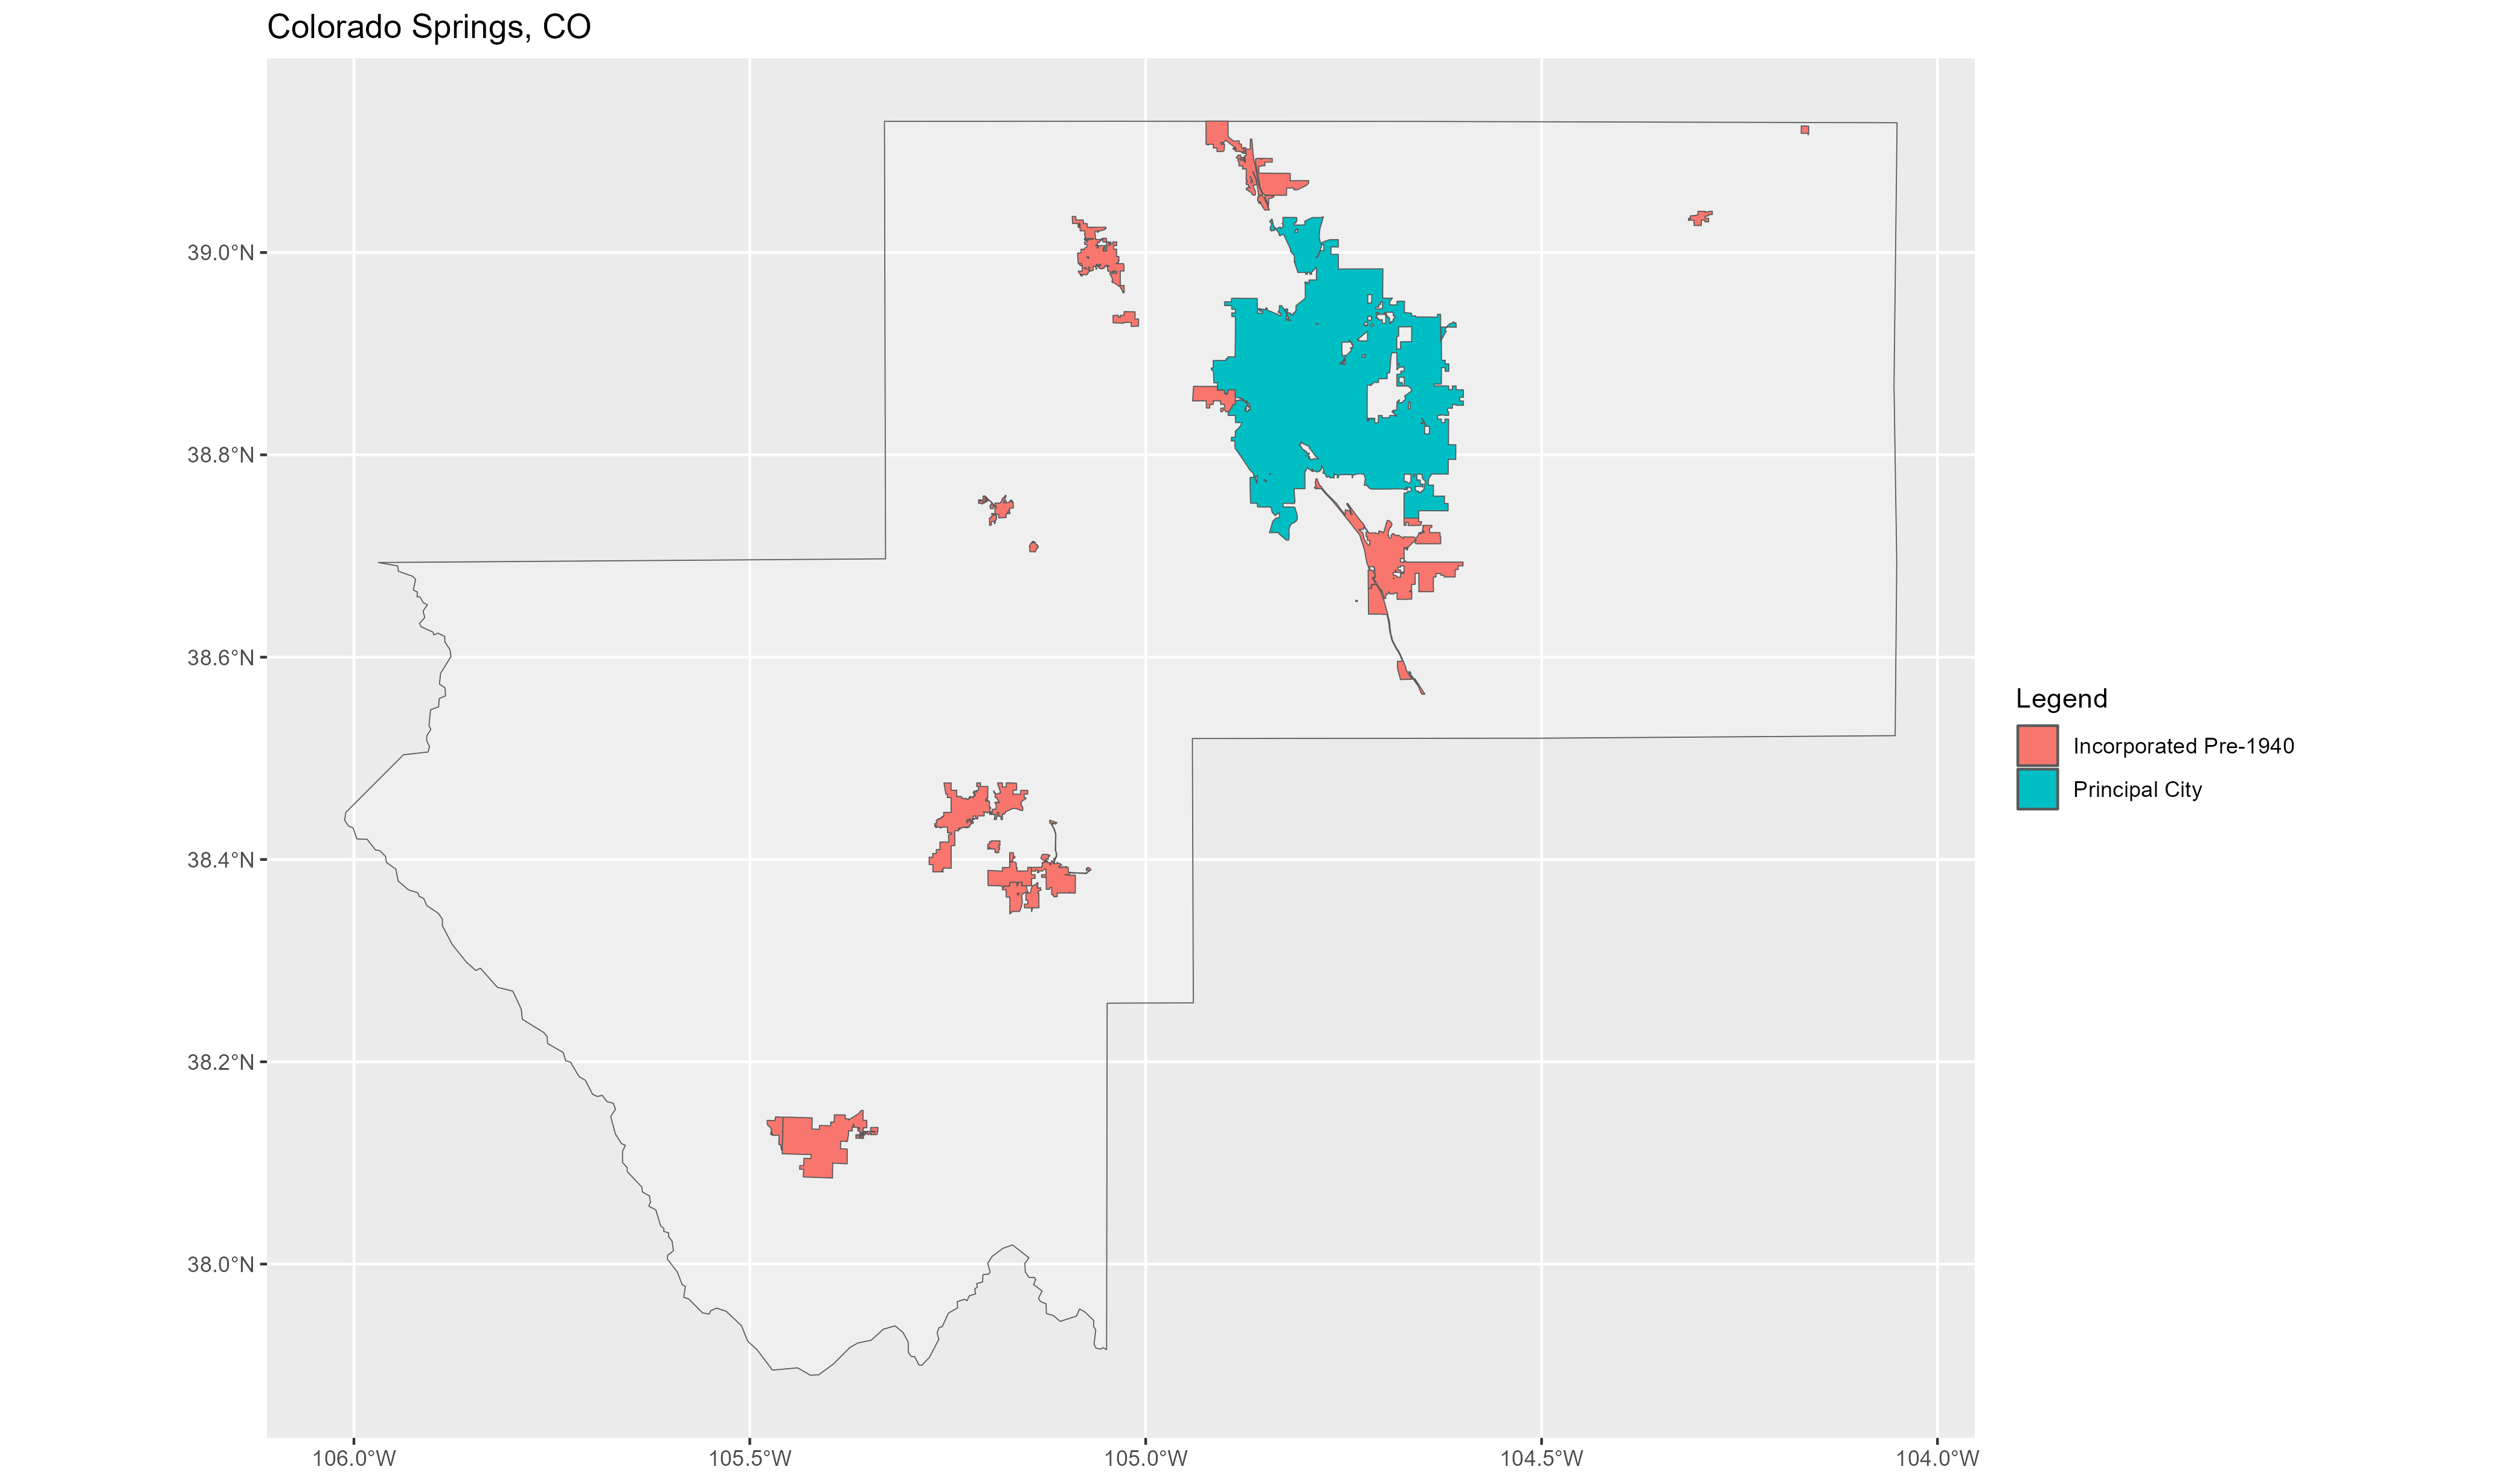 Colorado Springs, CO
39.0°N
38.8°N
38.6°N
38.4°N
38.2°N
38.0°N
106.0°W
105.5°W
105.0°W
104.5°W
104.0°W
Legend
Incorporated Pre-1940
Principal City